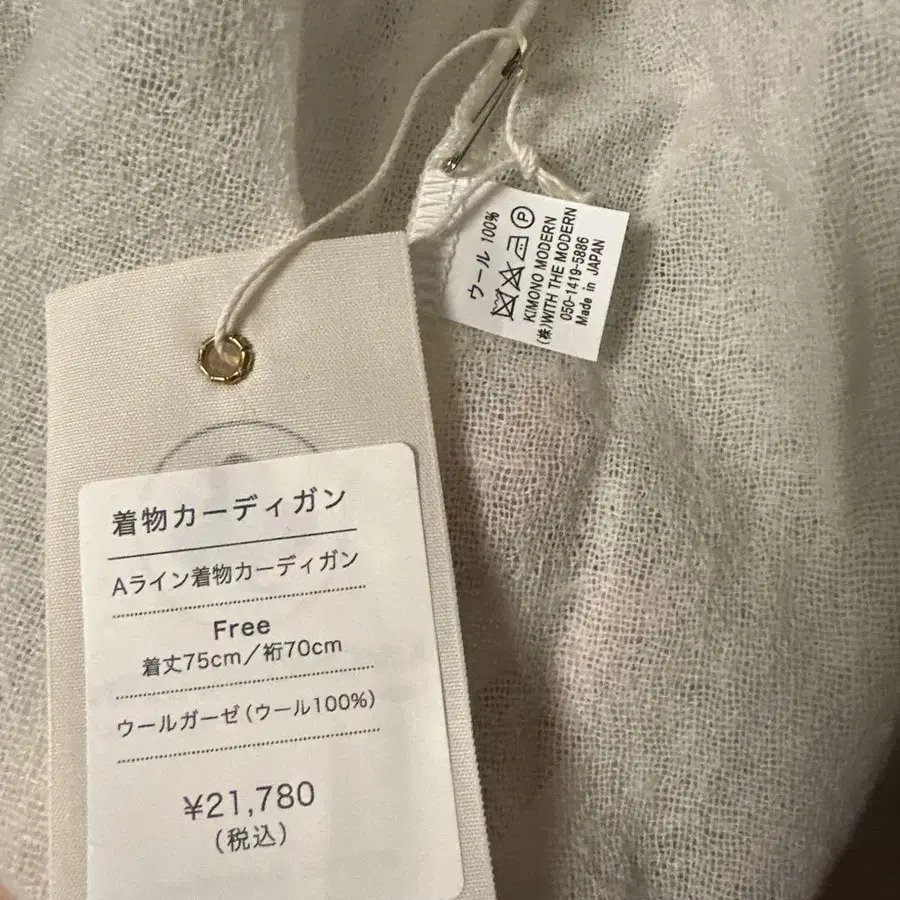 着物カーディガン
Aライン着物カーディガン
Free
着丈75cm/裄70cm
ウールガーゼ(ウール100%)
¥21,780
(税込)
ウール 100%
P
KIMONO MODERN
(株)WITH THE MODERN
050-1419-5886
Made in JAPAN